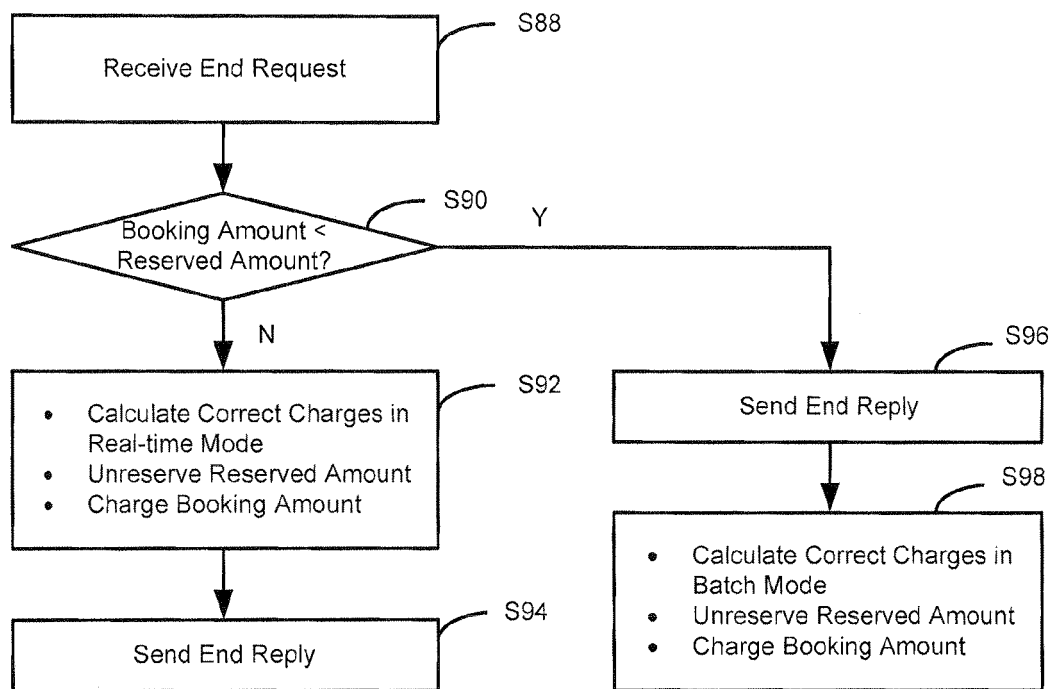 S88
Receive End Request
S90
Booking Amount <
Reserved Amount?
Y
N
S92
• Calculate Correct Charges in
Real-time Mode
• Unreserve Reserved Amount
• Charge Booking Amount
S94
Send End Reply
S96
Send End Reply
S98
• Calculate Correct Charges in
Batch Mode
• Unreserve Reserved Amount
• Charge Booking Amount